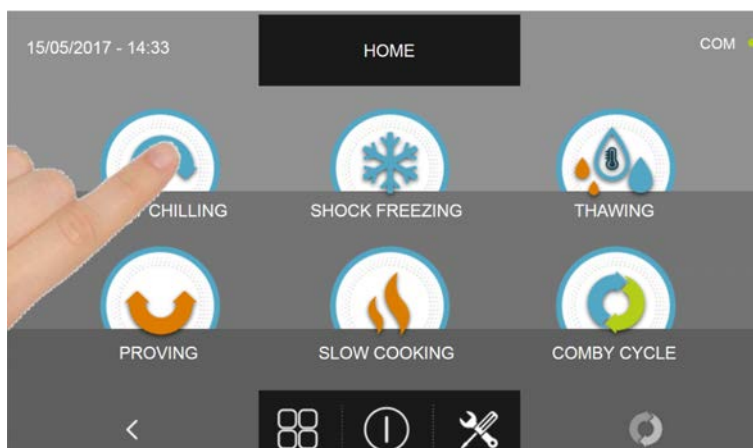 15/05/2017 - 14:33
HOME
COM
CHILLING
SHOCK FREEZING
THAWING
PROVING
SLOW COOKING
COMBY CYCLE